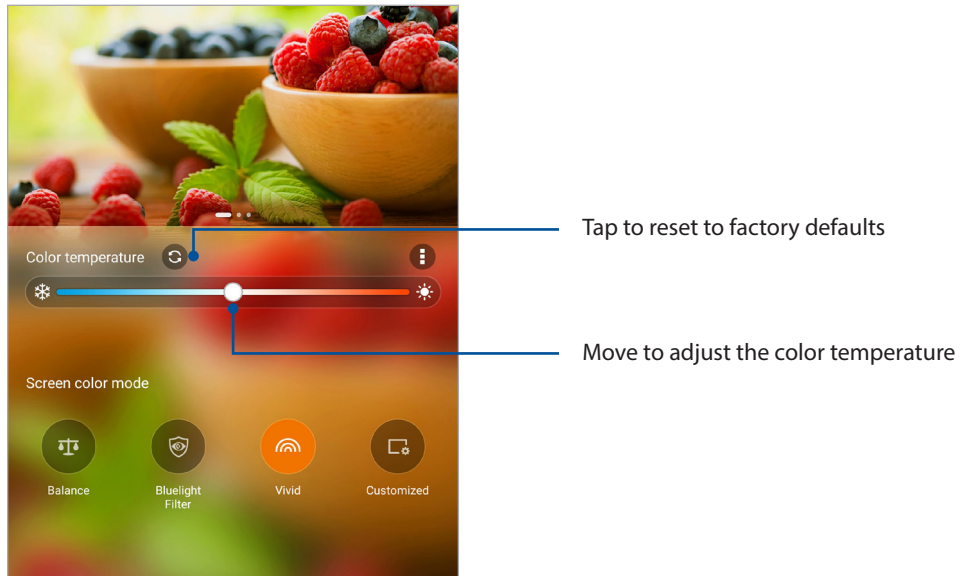 Tap to reset to factory defaults
Color temperature
Move to adjust the color temperature
Screen color mode
Balance
Bluelight
Filter
Vivid
Customized